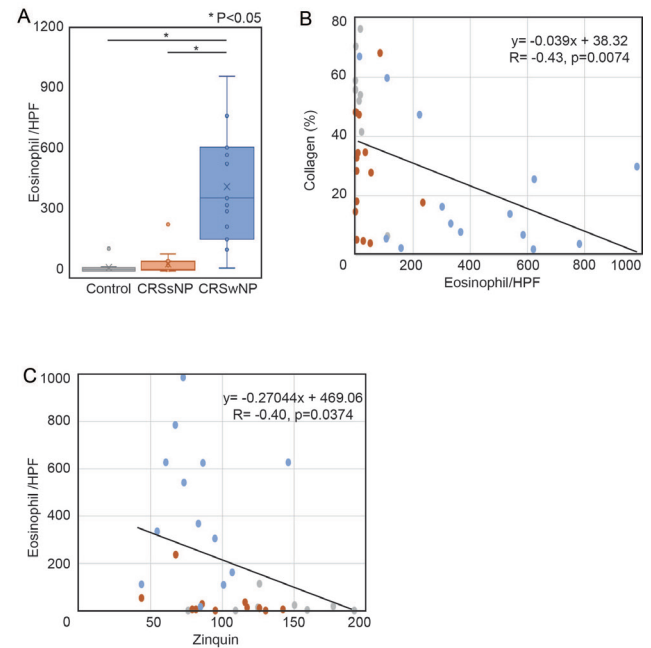 A
* P<0.05
1200
900
600
300
0
Eosinophil /HPF
*
*
Control CRSsNP CRSwNP
B
80
60
40
20
0
Collagen (%)
y= -0.039x + 38.32
R= -0.43, p=0.0074
0 200 400 600 800 1000
Eosinophil/HPF
C
1000
800
600
400
200
0
Eosinophil /HPF
y= -0.27044x + 469.06
R= -0.40, p=0.0374
50 100 150 200
Zinquin